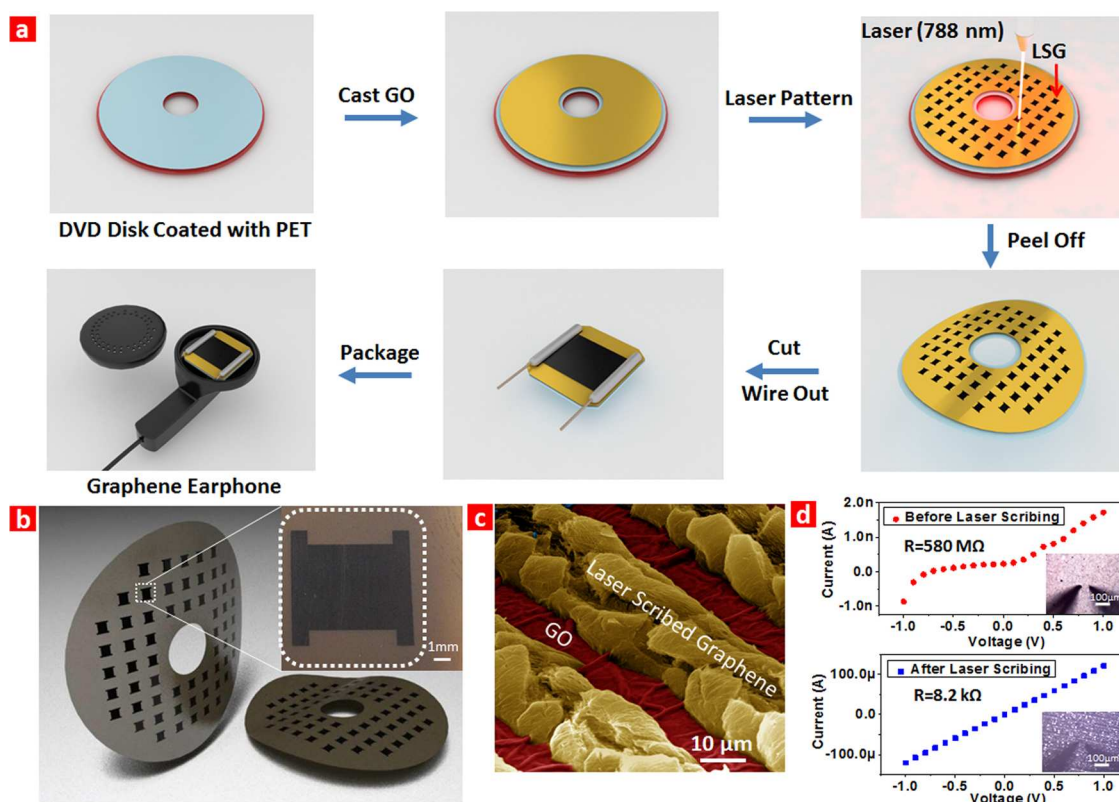 a
Laser (788 nm)
LSG
Cast GO
Laser Pattern
DVD Disk Coated with PET
Peel Off
Package
Cut
Wire Out
Graphene Earphone
b
1mm
c
Laser Scribed Graphene
GO
10 μm
d
2.0n
1.0n
0.0
-1.0n
Current (A)
Before Laser Scribing
R=580 MΩ
100μm
-1.0 -0.5 0.0 0.5 1.0
Voltage (V)
100.0μ
0.0
-100.0μ
Current (A)
After Laser Scribing
R=8.2 kΩ
100μm
-1.0 -0.5 0.0 0.5 1.0
Voltage (V)